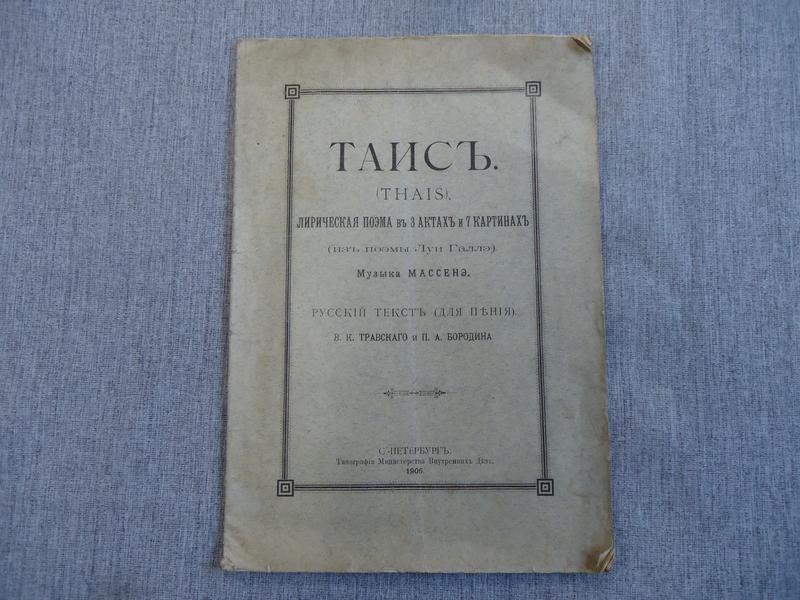 ТАИСЪ.
(THAIS),
ЛИРИЧЕСКАЯ ПОЭМА въ 3 АКТАХЪ и 7 КАРТИНАХЪ
(изъ поэмы Луи Галлэ).
Музыка МАССЕНЭ.
РУССКІЙ ТЕКСТЪ (ДЛЯ ПѢНІЯ)
В. К. ТРАВСКАГО и П. А. БОРОДИНА
С.-ПЕТЕРБУРГЪ.
Типографія Министерства Внутреннихъ Дѣлъ.
1906.